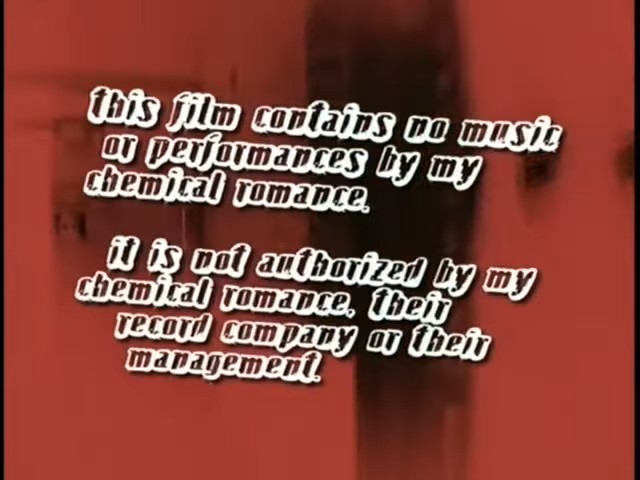 this film contains no music
or performances by my
chemical romance.
it is not authorized by my
chemical romance, their
record company or their
management.